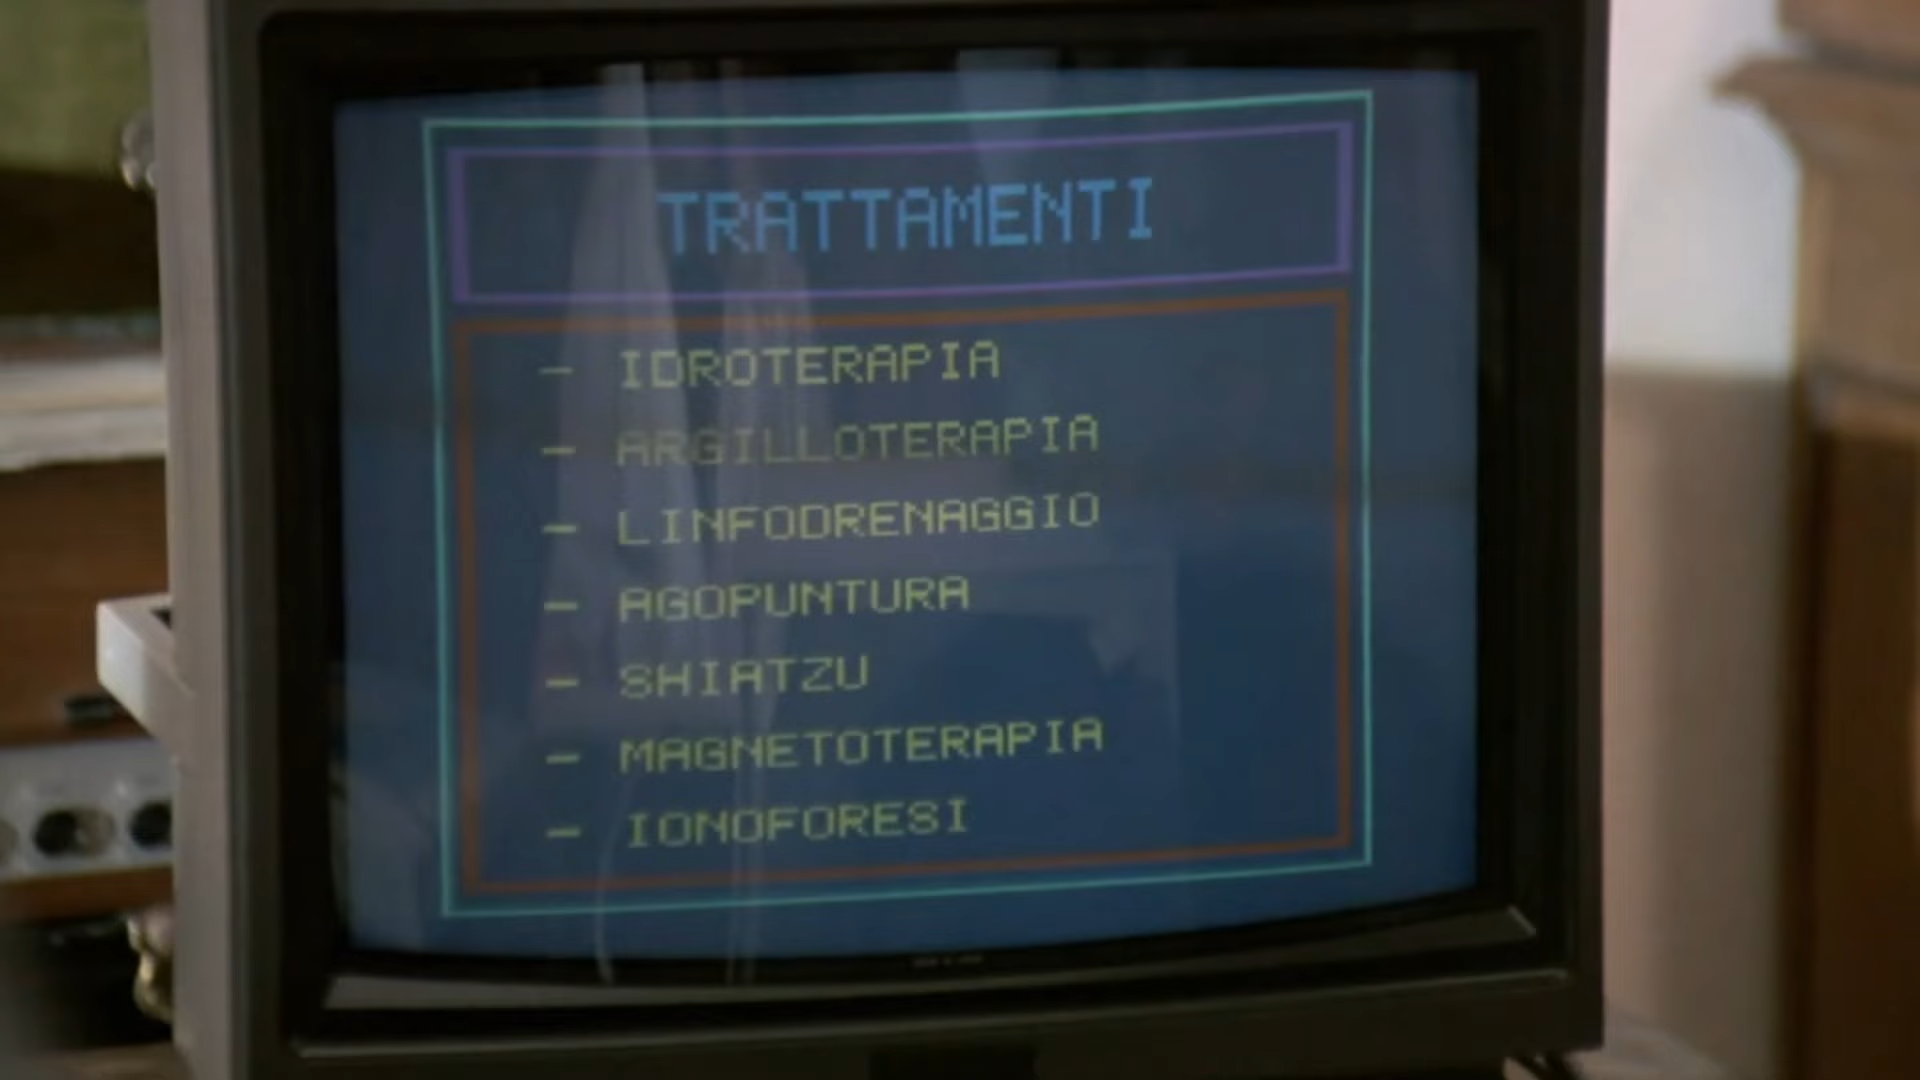 TRATTAMENTI
- IDROTERAPIA
- ARGILLOTERAPIA
- LINFODRENAGGIO
- AGOPUNTURA
- SHIATZU
- MAGNETOTERAPIA
- IONOFORESI